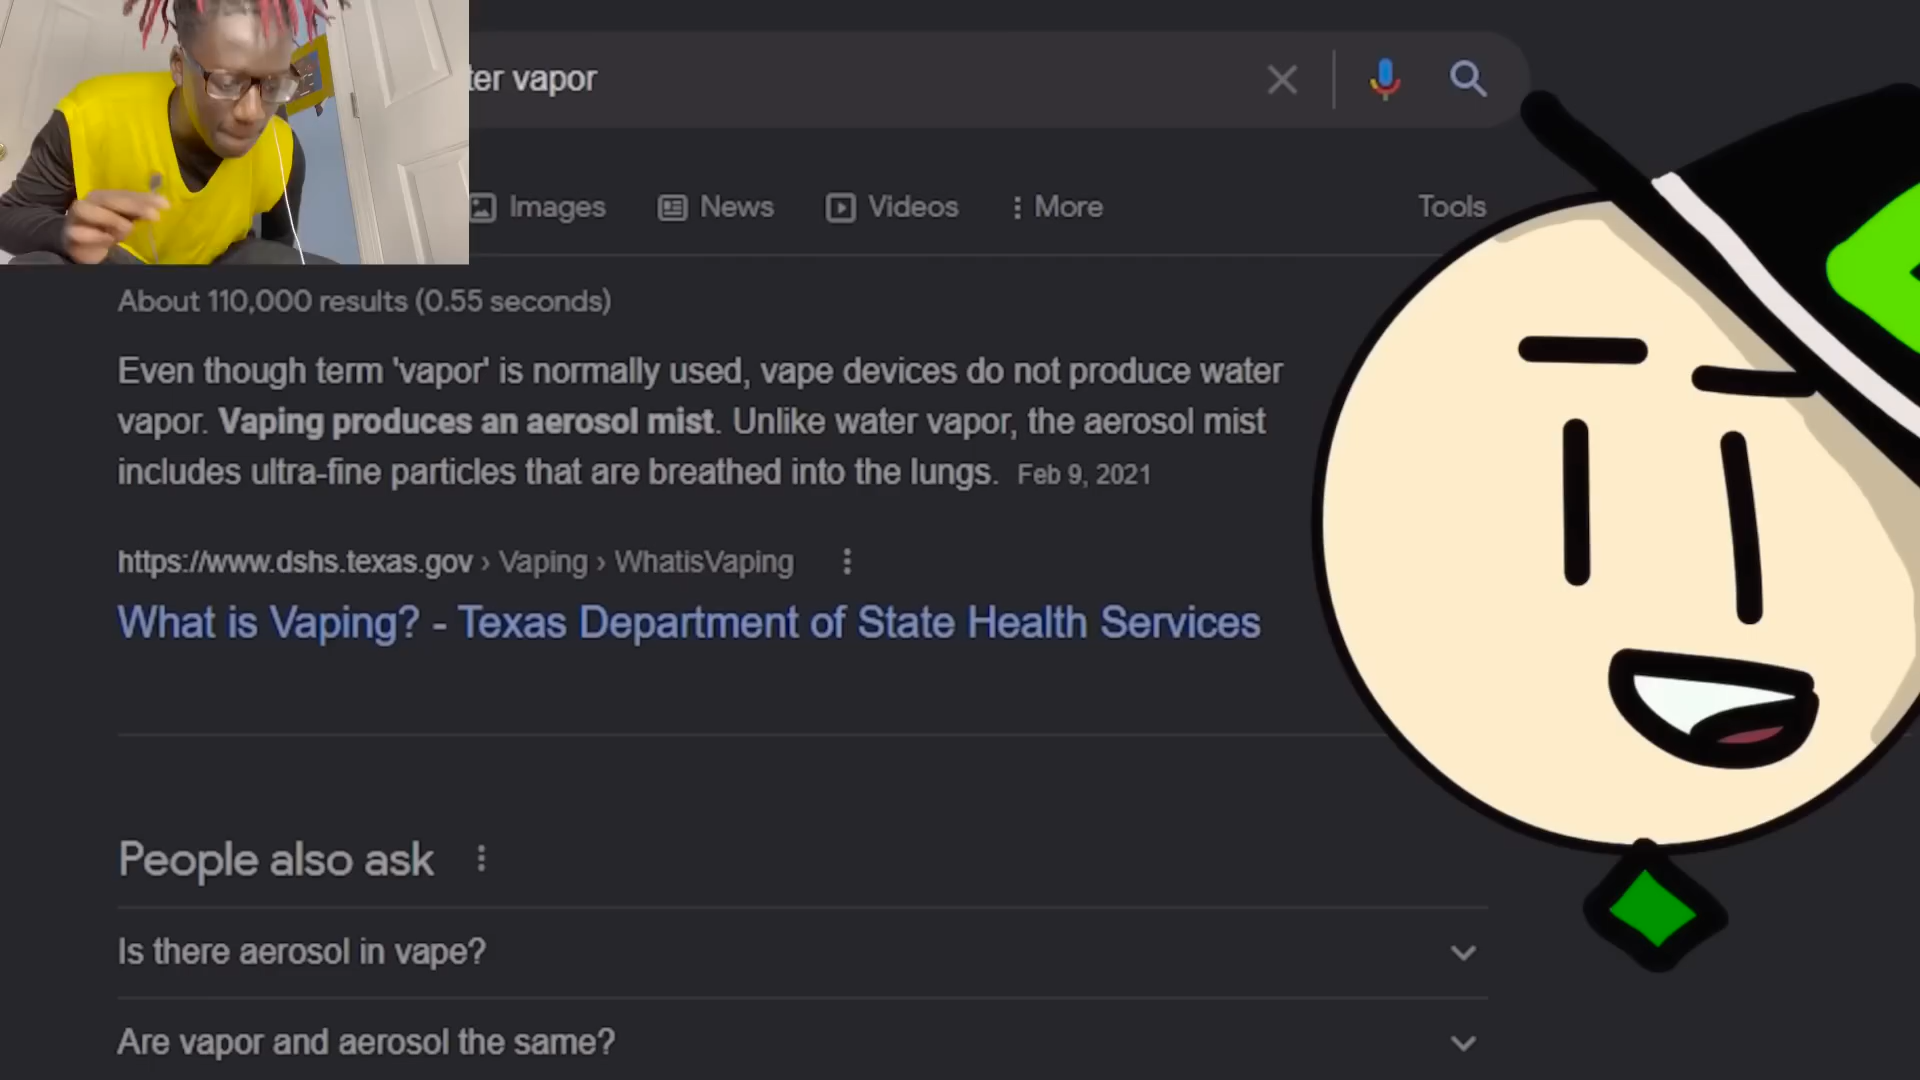 ter vapor
Images News Videos More Tools
About 110,000 results (0.55 seconds)
Even though term 'vapor' is normally used, vape devices do not produce water
vapor. Vaping produces an aerosol mist. Unlike water vapor, the aerosol mist
includes ultra-fine particles that are breathed into the lungs. Feb 9, 2021
https://www.dshs.texas.gov › Vaping › WhatisVaping
What is Vaping? - Texas Department of State Health Services
People also ask
Is there aerosol in vape?
Are vapor and aerosol the same?